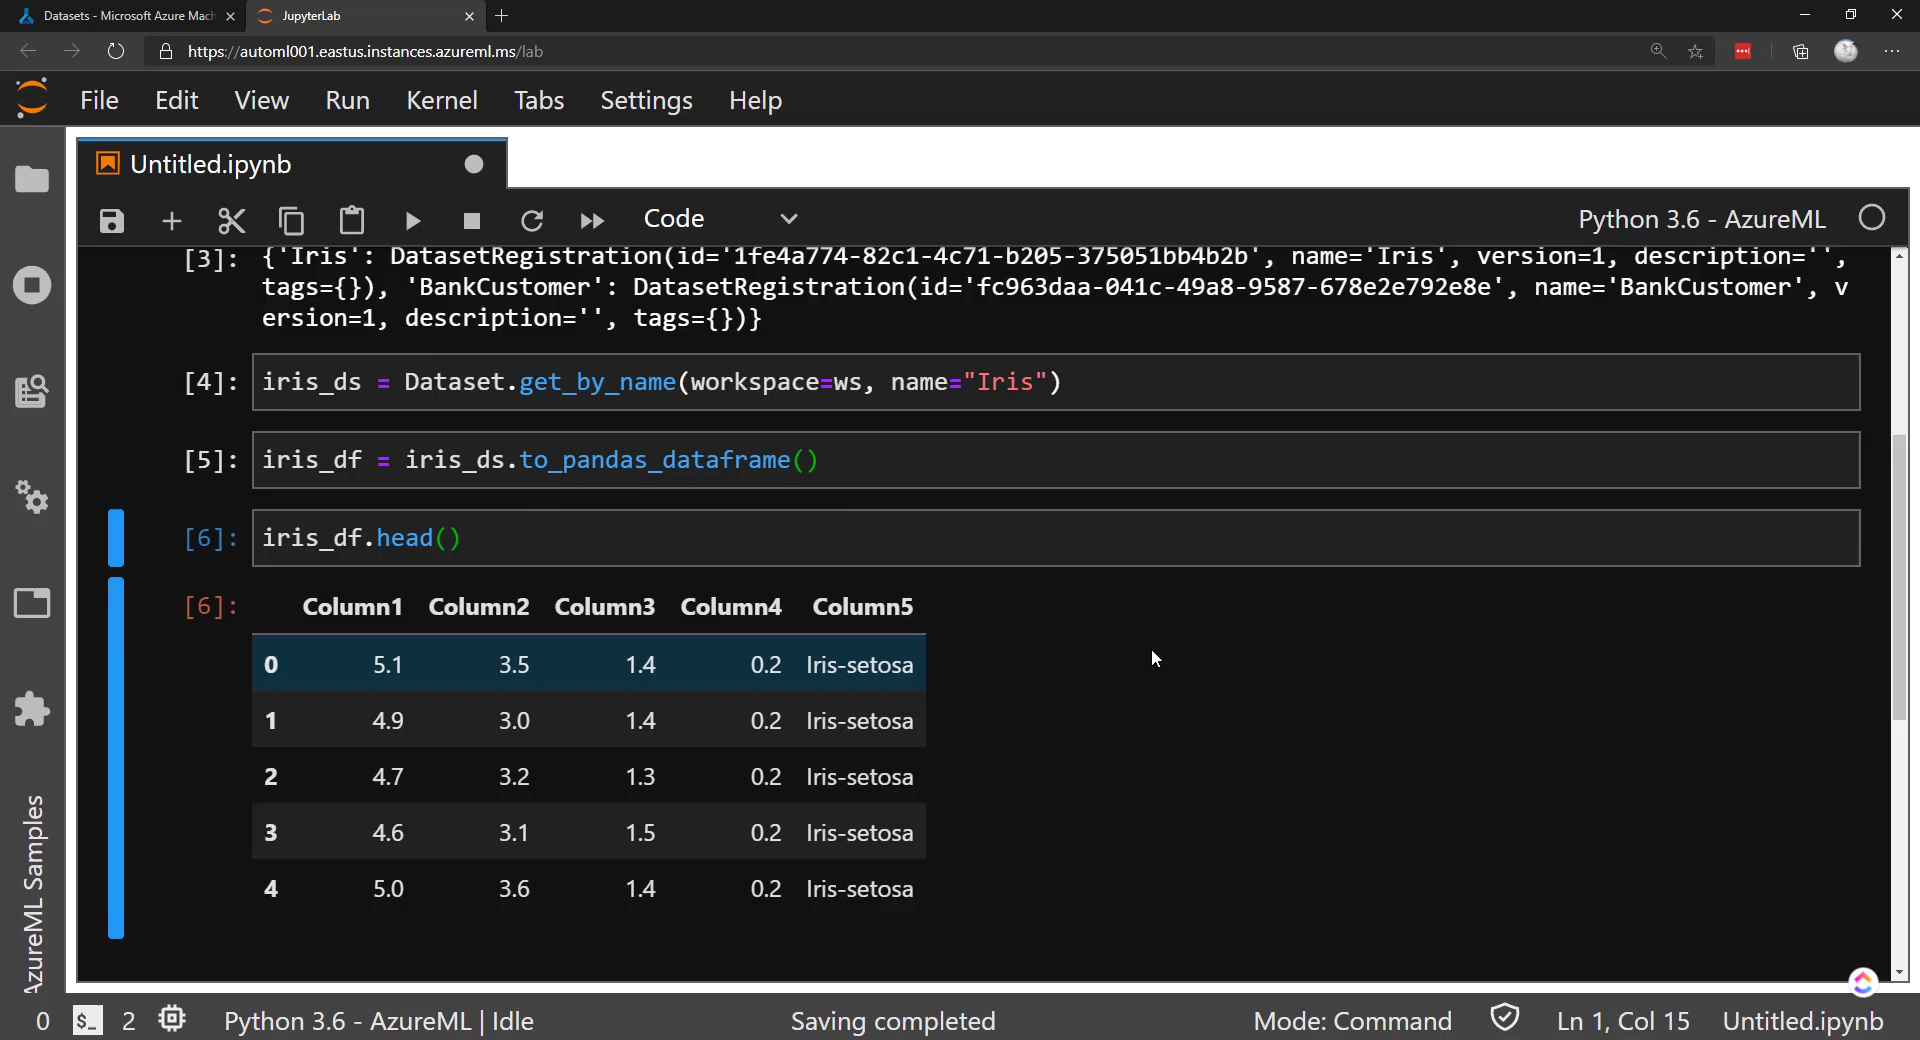 Datasets - Microsoft Azure Mach
JupyterLab
https://automl001.eastus.instances.azureml.ms/lab
File Edit View Run Kernel Tabs Settings Help
Untitled.ipynb
Code
Python 3.6 - AzureML
[3]: {'Iris': DatasetRegistration(id='1fe4a774-82c1-4c71-b205-375051bb4b2b', name='Iris', version=1, description='',
tags={}), 'BankCustomer': DatasetRegistration(id='fc963daa-041c-49a8-9587-678e2e792e8e', name='BankCustomer', v
ersion=1, description='', tags={})}
[4]: iris_ds = Dataset.get_by_name(workspace=ws, name="Iris")
[5]: iris_df = iris_ds.to_pandas_dataframe()
[6]: iris_df.head()
[6]: Column1 Column2 Column3 Column4 Column5
0 5.1 3.5 1.4 0.2 Iris-setosa
1 4.9 3.0 1.4 0.2 Iris-setosa
2 4.7 3.2 1.3 0.2 Iris-setosa
3 4.6 3.1 1.5 0.2 Iris-setosa
4 5.0 3.6 1.4 0.2 Iris-setosa
AzureML Samples
0 $_ 2 Python 3.6 - AzureML | Idle Saving completed Mode: Command Ln 1, Col 15 Untitled.ipynb